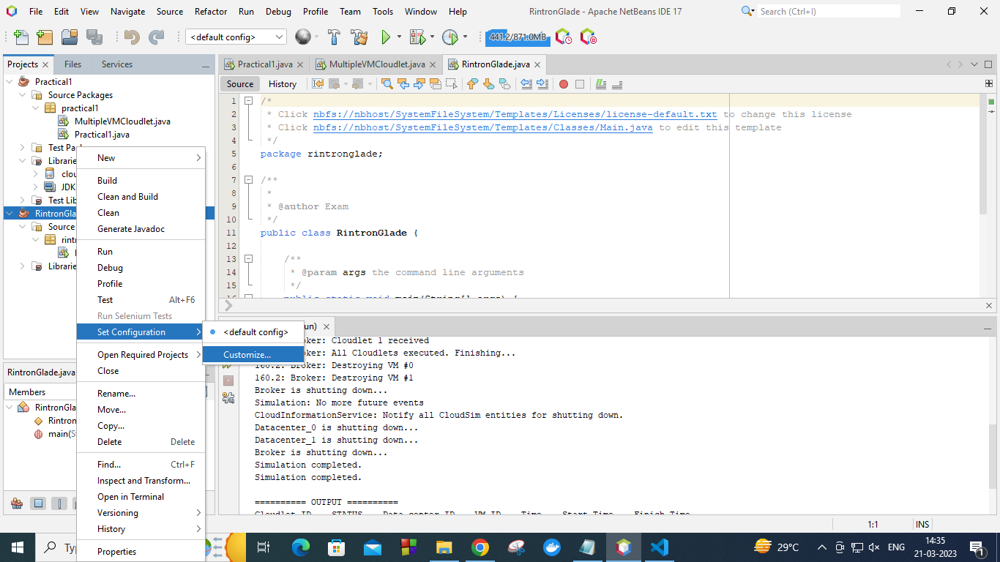 File Edit View Navigate Source Refactor Run Debug Profile Team Tools Window Help
RintronGlade - Apache NetBeans IDE 17
Search (Ctrl+I)
<default config>
441.2/871.0MB
Projects Files Services
Practical1
Source Packages
practical1
MultipleVMCloudlet.java
Practical1.java
Test Pac
Librarie
clou
JDK
Test Lib
RintronGla
Source
rint
Librarie
New
Build
Clean and Build
Clean
Generate Javadoc
Run
Debug
Profile
Test Alt+F6
Run Selenium Tests
Set Configuration
Open Required Projects
Close
Rename...
Move...
Copy...
Delete Delete
Find... Ctrl+F
Inspect and Transform...
Open in Terminal
Versioning
History
Properties
<default config>
Customize...
RintronGlade.java
Members
RintronGla
Rintron
main(S
Practical1.java MultipleVMCloudlet.java RintronGlade.java
Source History
1 /*
2 * Click nbfs://nbhost/SystemFileSystem/Templates/Licenses/license-default.txt to change this license
3 * Click nbfs://nbhost/SystemFileSystem/Templates/Classes/Main.java to edit this template
4 */
5 package rintronglade;
6
7 /**
8 *
9 * @author Exam
10 */
11 public class RintronGlade {
12
13 /**
14 * @param args the command line arguments
15 */
16 public static void main(String[] args) {
un)
ker: Cloudlet 1 received
ker: All Cloudlets executed. Finishing...
160.2: Broker: Destroying VM #0
160.2: Broker: Destroying VM #1
Broker is shutting down...
Simulation: No more future events
CloudInformationService: Notify all CloudSim entities for shutting down.
Datacenter_0 is shutting down...
Datacenter_1 is shutting down...
Broker is shutting down...
Simulation completed.
Simulation completed.
========== OUTPUT ==========
Cloudlet ID STATUS Data center ID VM ID Time Start Time Finish Time
1:1 INS
Ty
29°C
ENG
14:35
21-03-2023
1